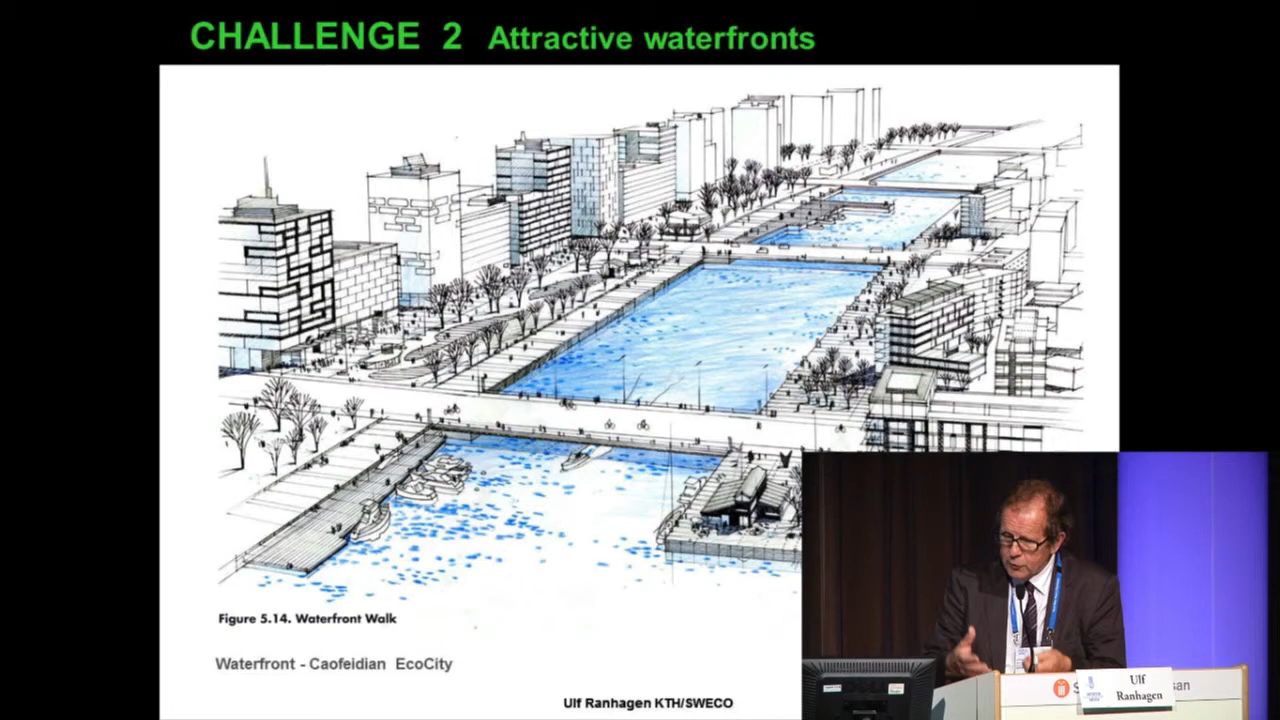 CHALLENGE 2 Attractive waterfronts
Figure 5.14. Waterfront Walk
Waterfront - Caofeidian EcoCity
Ulf Ranhagen KTH/SWECO
Ulf
Ranhagen